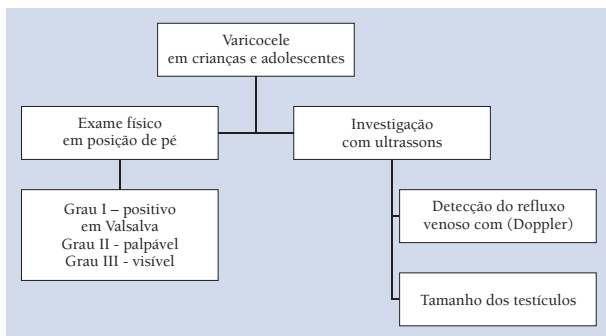 Varicocele
em crianças e adolescentes
Exame físico
em posição de pé
Investigação
com ultrassons
Grau I – positivo
em Valsalva
Grau II - palpável
Grau III - visível
Detecção do refluxo
venoso com (Doppler)
Tamanho dos testículos